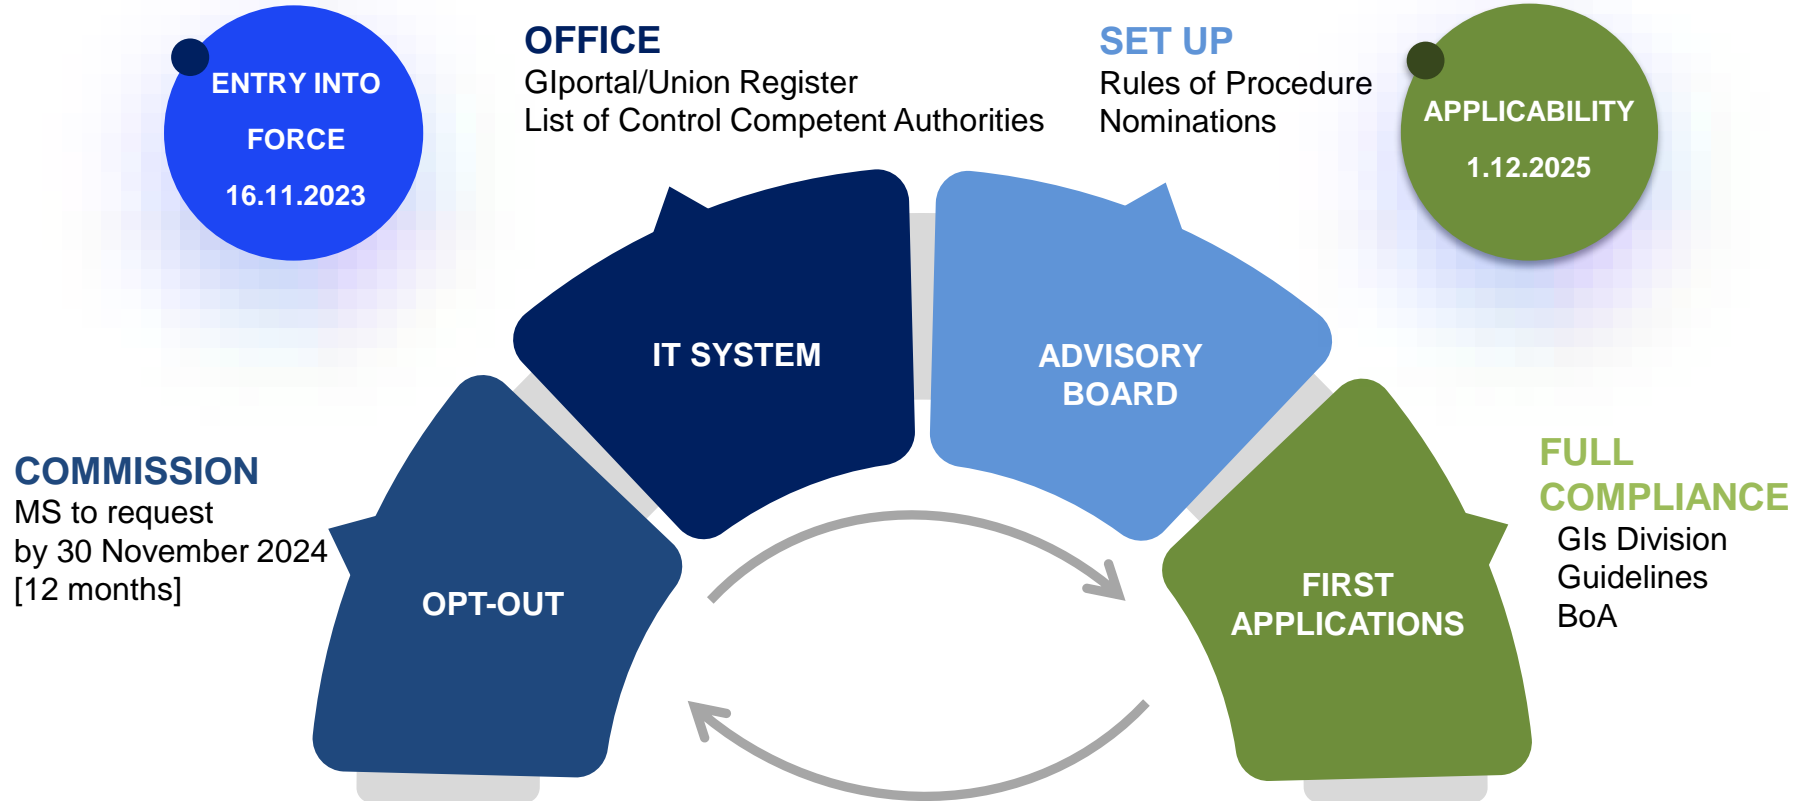 ENTRY INTO
FORCE
16.11.2023
OFFICE
GIportal/Union Register
List of Control Competent Authorities
SET UP
Rules of Procedure
Nominations
APPLICABILITY
1.12.2025
IT SYSTEM
ADVISORY
BOARD
COMMISSION
MS to request
by 30 November 2024
[12 months]
OPT-OUT
FIRST
APPLICATIONS
FULL
COMPLIANCE
GIs Division
Guidelines
BoA